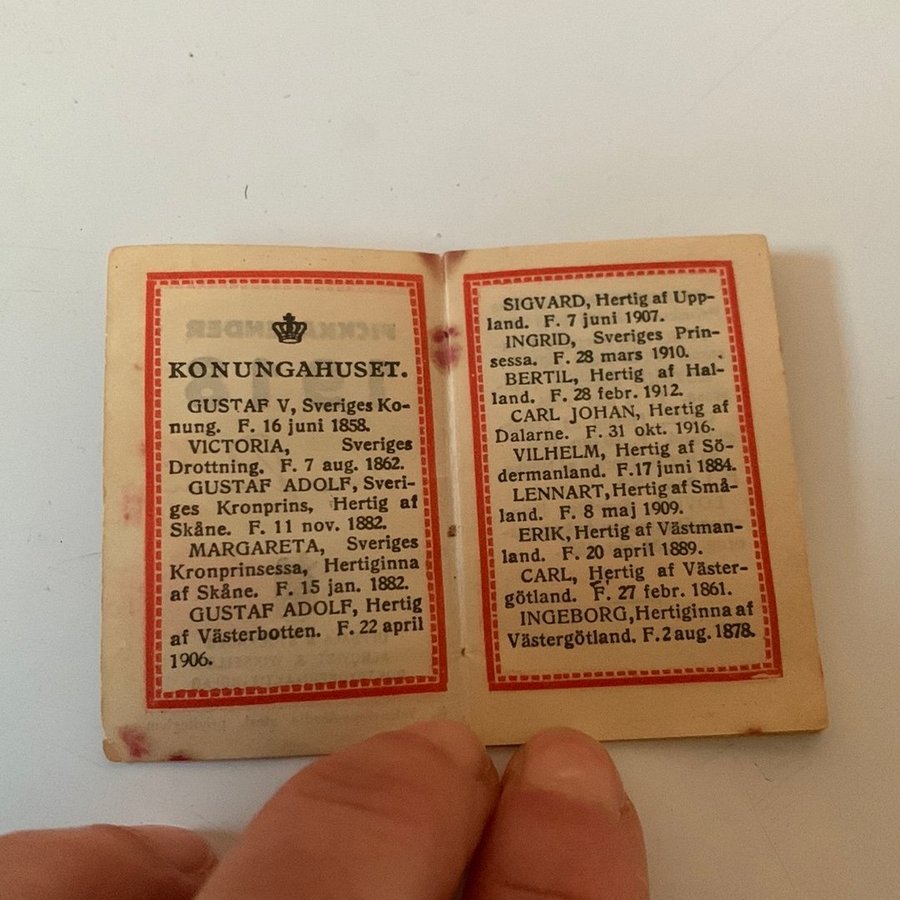 KONUNGAHUSET.
GUSTAF V, Sveriges Ko-
nung. F. 16 juni 1858.
VICTORIA, Sveriges
Drottning. F. 7 aug. 1862.
GUSTAF ADOLF, Sveri-
ges Kronprins, Hertig af
Skåne. F. 11 nov. 1882.
MARGARETA, Sveriges
Kronprinsessa, Hertiginna
af Skåne. F. 15 jan. 1882.
GUSTAF ADOLF, Hertig
af Västerbotten. F. 22 april
1906.
SIGVARD, Hertig af Upp-
land. F. 7 juni 1907.
INGRID, Sveriges Prin-
sessa. F. 28 mars 1910.
BERTIL, Hertig af Hal-
land. F. 28 febr. 1912.
CARL JOHAN, Hertig af
Dalarne. F. 31 okt. 1916.
VILHELM, Hertig af Sö-
dermanland. F. 17 juni 1884.
LENNART, Hertig af Små-
land. F. 8 maj 1909.
ERIK, Hertig af Västman-
land. F. 20 april 1889.
CARL, Hertig af Väster-
götland. F. 27 febr. 1861.
INGEBORG, Hertiginna af
Västergötland. F. 2 aug. 1878.